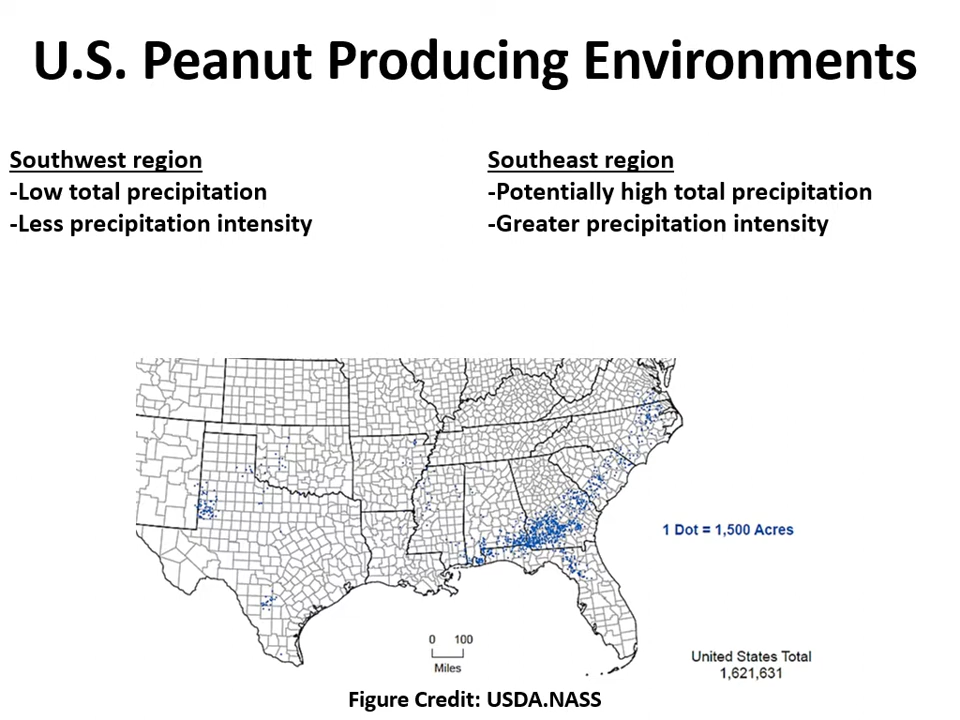 U.S. Peanut Producing Environments
Southwest region
-Low total precipitation
-Less precipitation intensity
Southeast region
-Potentially high total precipitation
-Greater precipitation intensity
1 Dot = 1,500 Acres
0 100
Miles
United States Total
1,621,631
Figure Credit: USDA.NASS